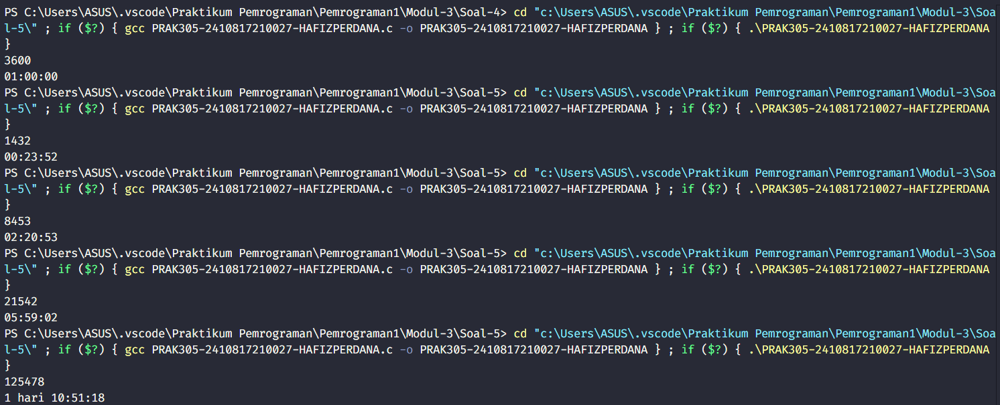 PS C:\Users\ASUS\.vscode\Praktikum Pemrograman\Pemrograman1\Modul-3\Soal-4> cd "c:\Users\ASUS\.vscode\Praktikum Pemrograman\Pemrograman1\Modul-3\Soa
l-5\" ; if ($?) { gcc PRAK305-2410817210027-HAFIZPERDANA.c -o PRAK305-2410817210027-HAFIZPERDANA } ; if ($?) { .\PRAK305-2410817210027-HAFIZPERDANA
}
3600
01:00:00
PS C:\Users\ASUS\.vscode\Praktikum Pemrograman\Pemrograman1\Modul-3\Soal-5> cd "c:\Users\ASUS\.vscode\Praktikum Pemrograman\Pemrograman1\Modul-3\Soa
l-5\" ; if ($?) { gcc PRAK305-2410817210027-HAFIZPERDANA.c -o PRAK305-2410817210027-HAFIZPERDANA } ; if ($?) { .\PRAK305-2410817210027-HAFIZPERDANA
}
1432
00:23:52
PS C:\Users\ASUS\.vscode\Praktikum Pemrograman\Pemrograman1\Modul-3\Soal-5> cd "c:\Users\ASUS\.vscode\Praktikum Pemrograman\Pemrograman1\Modul-3\Soa
l-5\" ; if ($?) { gcc PRAK305-2410817210027-HAFIZPERDANA.c -o PRAK305-2410817210027-HAFIZPERDANA } ; if ($?) { .\PRAK305-2410817210027-HAFIZPERDANA
}
8453
02:20:53
PS C:\Users\ASUS\.vscode\Praktikum Pemrograman\Pemrograman1\Modul-3\Soal-5> cd "c:\Users\ASUS\.vscode\Praktikum Pemrograman\Pemrograman1\Modul-3\Soa
l-5\" ; if ($?) { gcc PRAK305-2410817210027-HAFIZPERDANA.c -o PRAK305-2410817210027-HAFIZPERDANA } ; if ($?) { .\PRAK305-2410817210027-HAFIZPERDANA
}
21542
05:59:02
PS C:\Users\ASUS\.vscode\Praktikum Pemrograman\Pemrograman1\Modul-3\Soal-5> cd "c:\Users\ASUS\.vscode\Praktikum Pemrograman\Pemrograman1\Modul-3\Soa
l-5\" ; if ($?) { gcc PRAK305-2410817210027-HAFIZPERDANA.c -o PRAK305-2410817210027-HAFIZPERDANA } ; if ($?) { .\PRAK305-2410817210027-HAFIZPERDANA
}
125478
1 hari 10:51:18